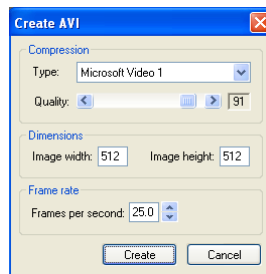 Create AVI
Compression
Type: Microsoft Video 1
Quality: 91
Dimensions
Image width: 512 Image height: 512
Frame rate
Frames per second: 25.0
Create Cancel